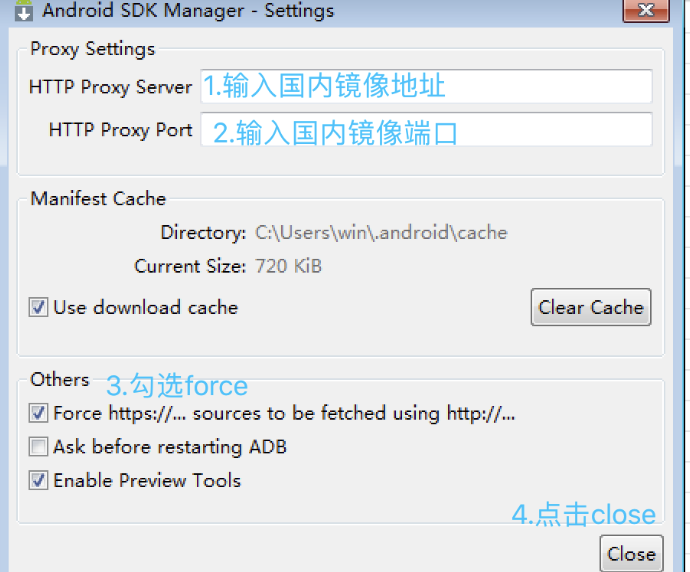 Android SDK Manager - Settings
Proxy Settings
HTTP Proxy Server 1.输入国内镜像地址
HTTP Proxy Port 2.输入国内镜像端口
Manifest Cache
Directory: C:\Users\win\.android\cache
Current Size: 720 KiB
Use download cache Clear Cache
Others 3.勾选force
Force https://... sources to be fetched using http://...
Ask before restarting ADB
Enable Preview Tools
4.点击close
Close